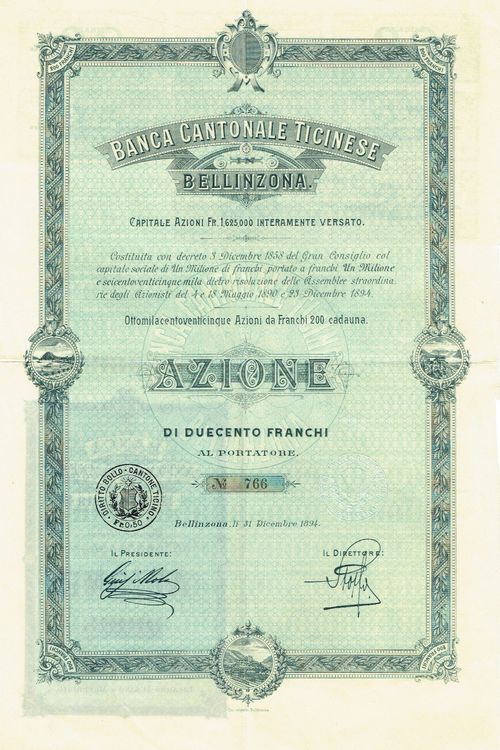 BANCA CANTONALE TICINESE
BELLINZONA.
CAPITALE AZIONI FR. 1.625000 INTERAMENTE VERSATO.
Costituita con decreto 3 Dicembre 1858 del Gran Consiglio col
capitale sociale di Un Milione di franchi portato a franchi Un Milione
e seicentoventicinque mila dietro risoluzione delle Assemblee straordina
rie degli Azionisti del 4 e 18 Maggio 1890 e 23 Dicembre 1894.
Ottomilacentoventicinque Azioni da Franchi 200 cadauna.
AZIONE
DI DUECENTO FRANCHI
AL PORTATORE.
№ 766
DIRITTO BOLLO - CANTONE TICINO
Fr. 0,50
Bellinzona, li 31 Dicembre 1894.
IL PRESIDENTE: IL DIRETTORE: